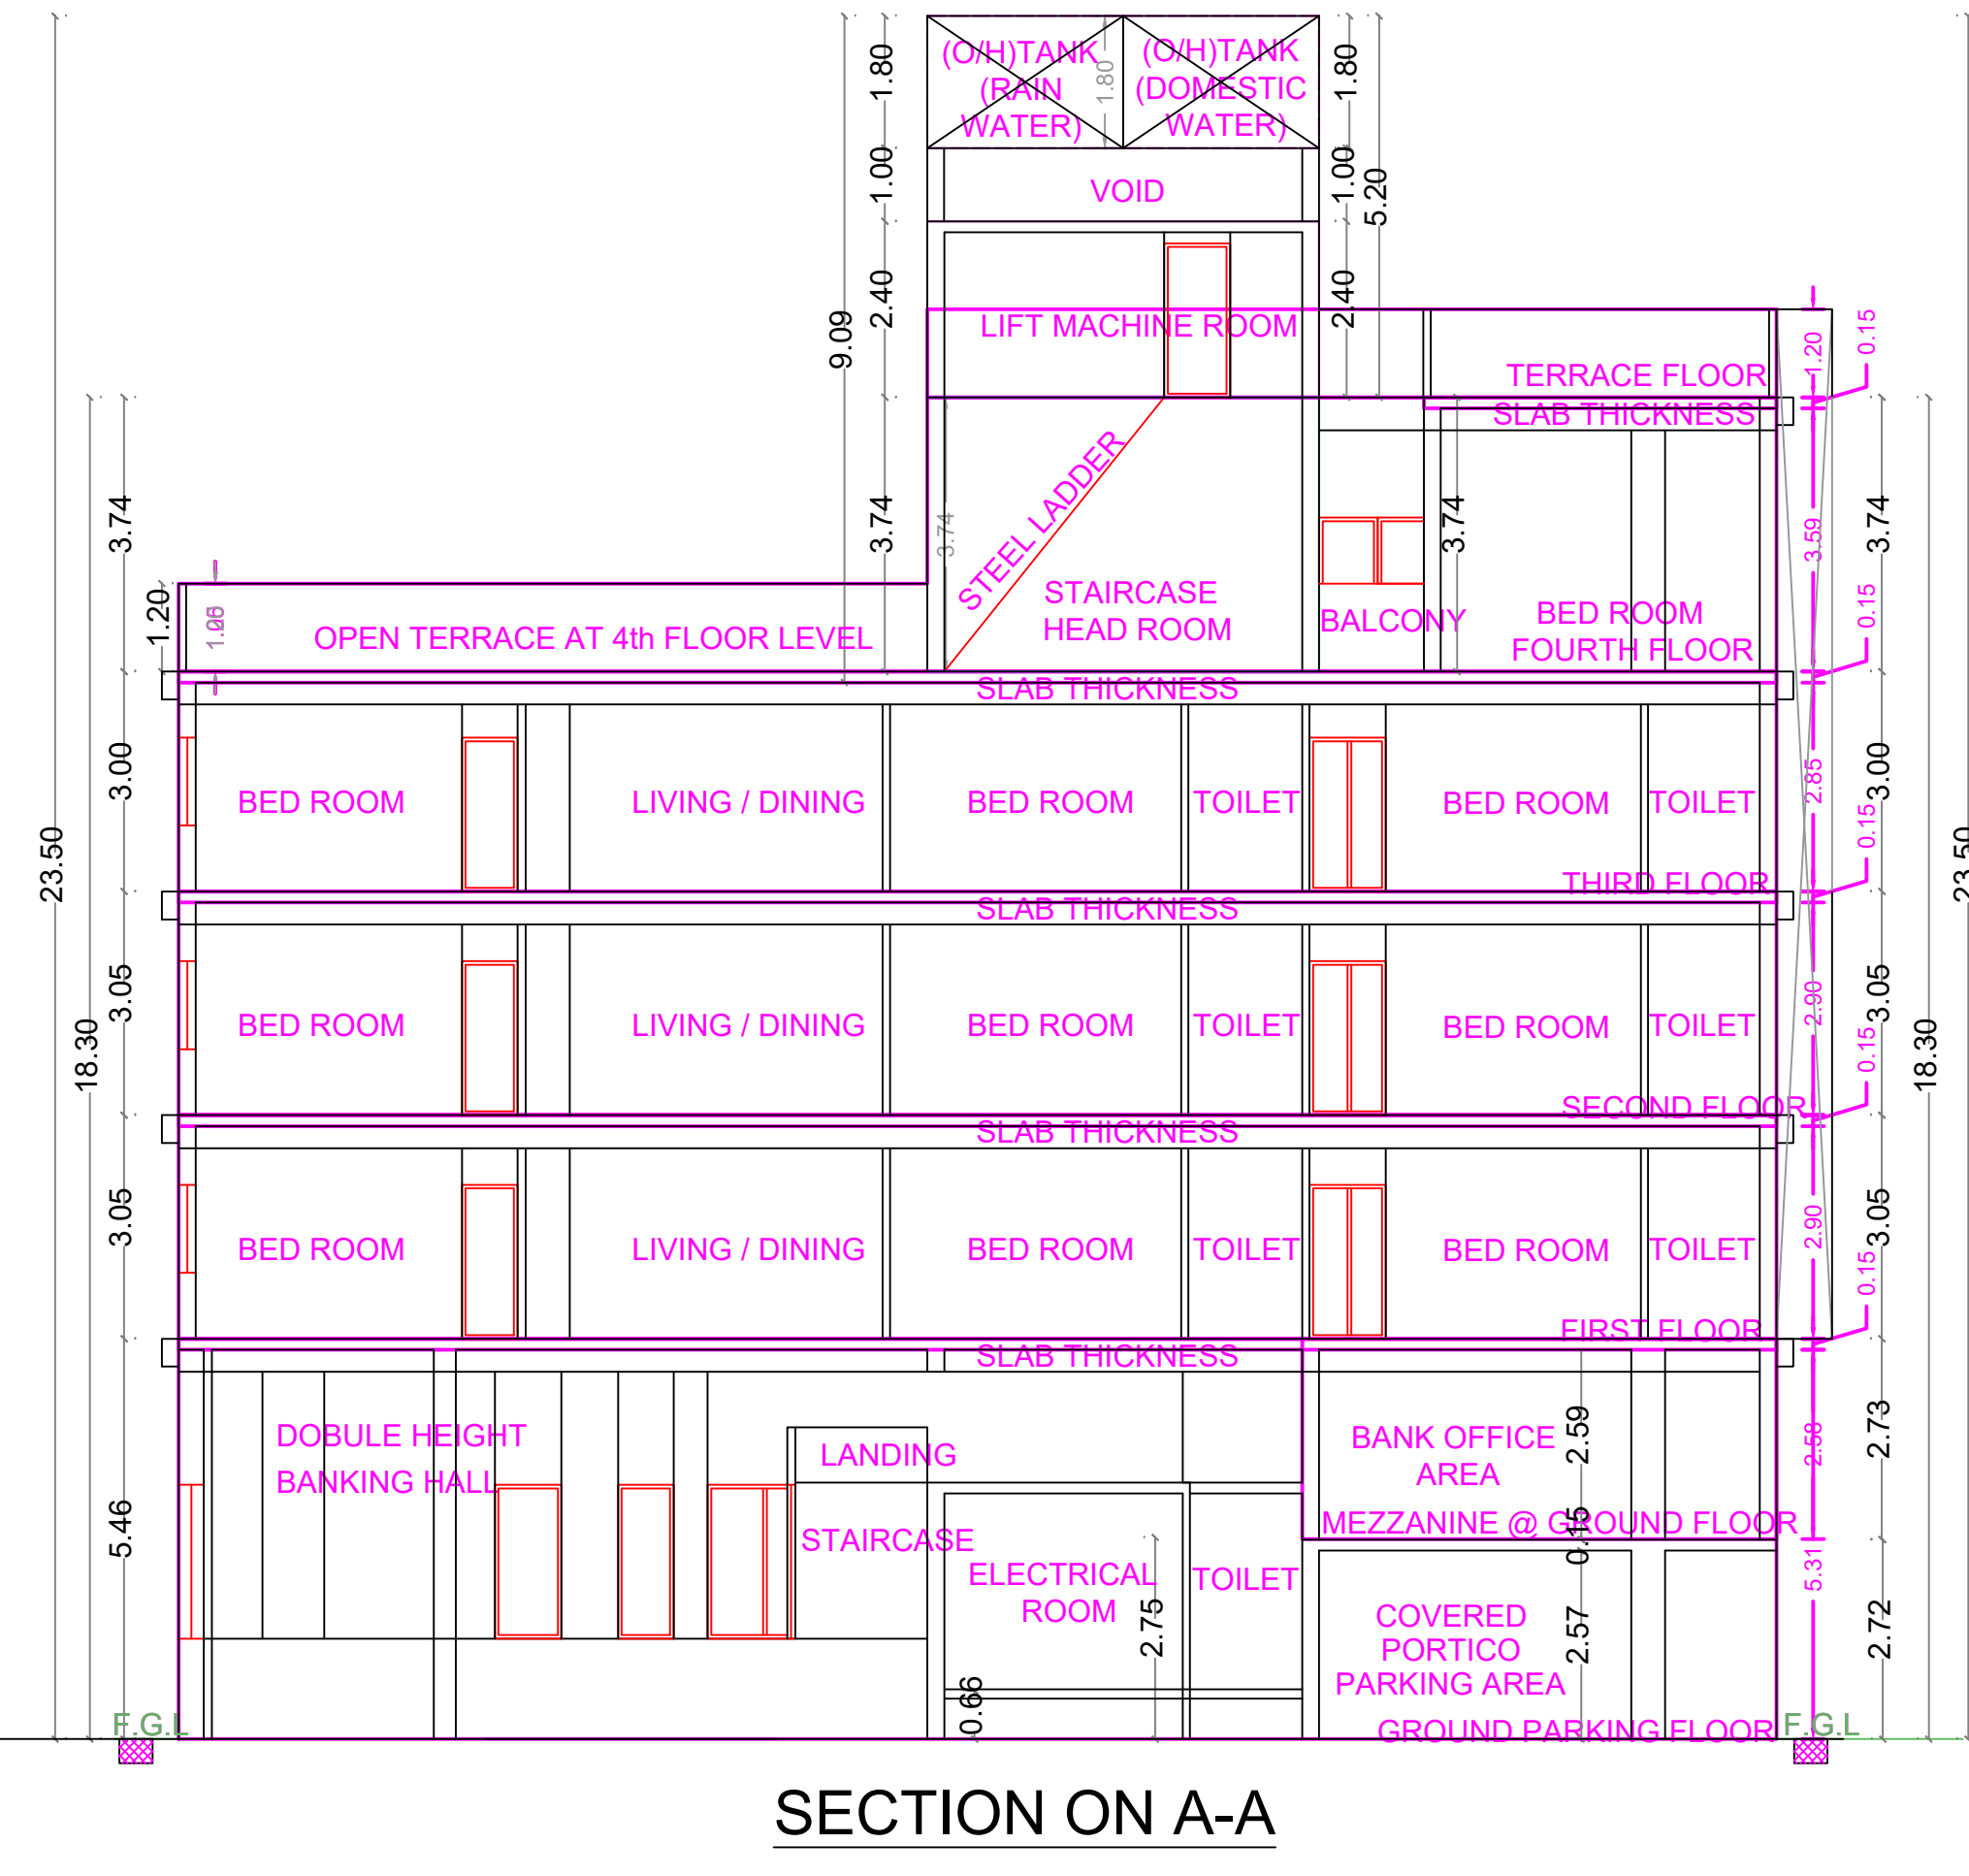 (O/H)TANK
(RAIN
WATER)
(O/H)TANK
(DOMESTIC
WATER)
1.80
1.80
1.80
VOID
1.00
1.00
5.20
2.40
2.40
9.09
LIFT MACHINE ROOM
TERRACE FLOOR
SLAB THICKNESS
1.20
0.15
3.74
3.74
3.74
3.74
3.59
3.74
STEEL LADDER
STAIRCASE
HEAD ROOM
BALCONY
BED ROOM
FOURTH FLOOR
0.15
1.20
OPEN TERRACE AT 4th FLOOR LEVEL
SLAB THICKNESS
3.00
BED ROOM
LIVING / DINING
BED ROOM
TOILET
BED ROOM
TOILET
2.85
3.00
0.15
THIRD FLOOR
23.50
23.50
SLAB THICKNESS
3.05
BED ROOM
LIVING / DINING
BED ROOM
TOILET
BED ROOM
TOILET
2.90
3.05
0.15
18.30
18.30
SECOND FLOOR
SLAB THICKNESS
3.05
BED ROOM
LIVING / DINING
BED ROOM
TOILET
BED ROOM
TOILET
2.90
3.05
0.15
FIRST FLOOR
SLAB THICKNESS
DOBULE HEIGHT
BANKING HALL
LANDING
BANK OFFICE
AREA
2.59
2.58
2.73
MEZZANINE @ GROUND FLOOR
0.15
5.46
STAIRCASE
ELECTRICAL
ROOM
2.75
TOILET
5.31
COVERED
PORTICO
PARKING AREA
2.57
2.72
0.66
GROUND PARKING FLOOR
F.G.L
F.G.L
SECTION ON A-A